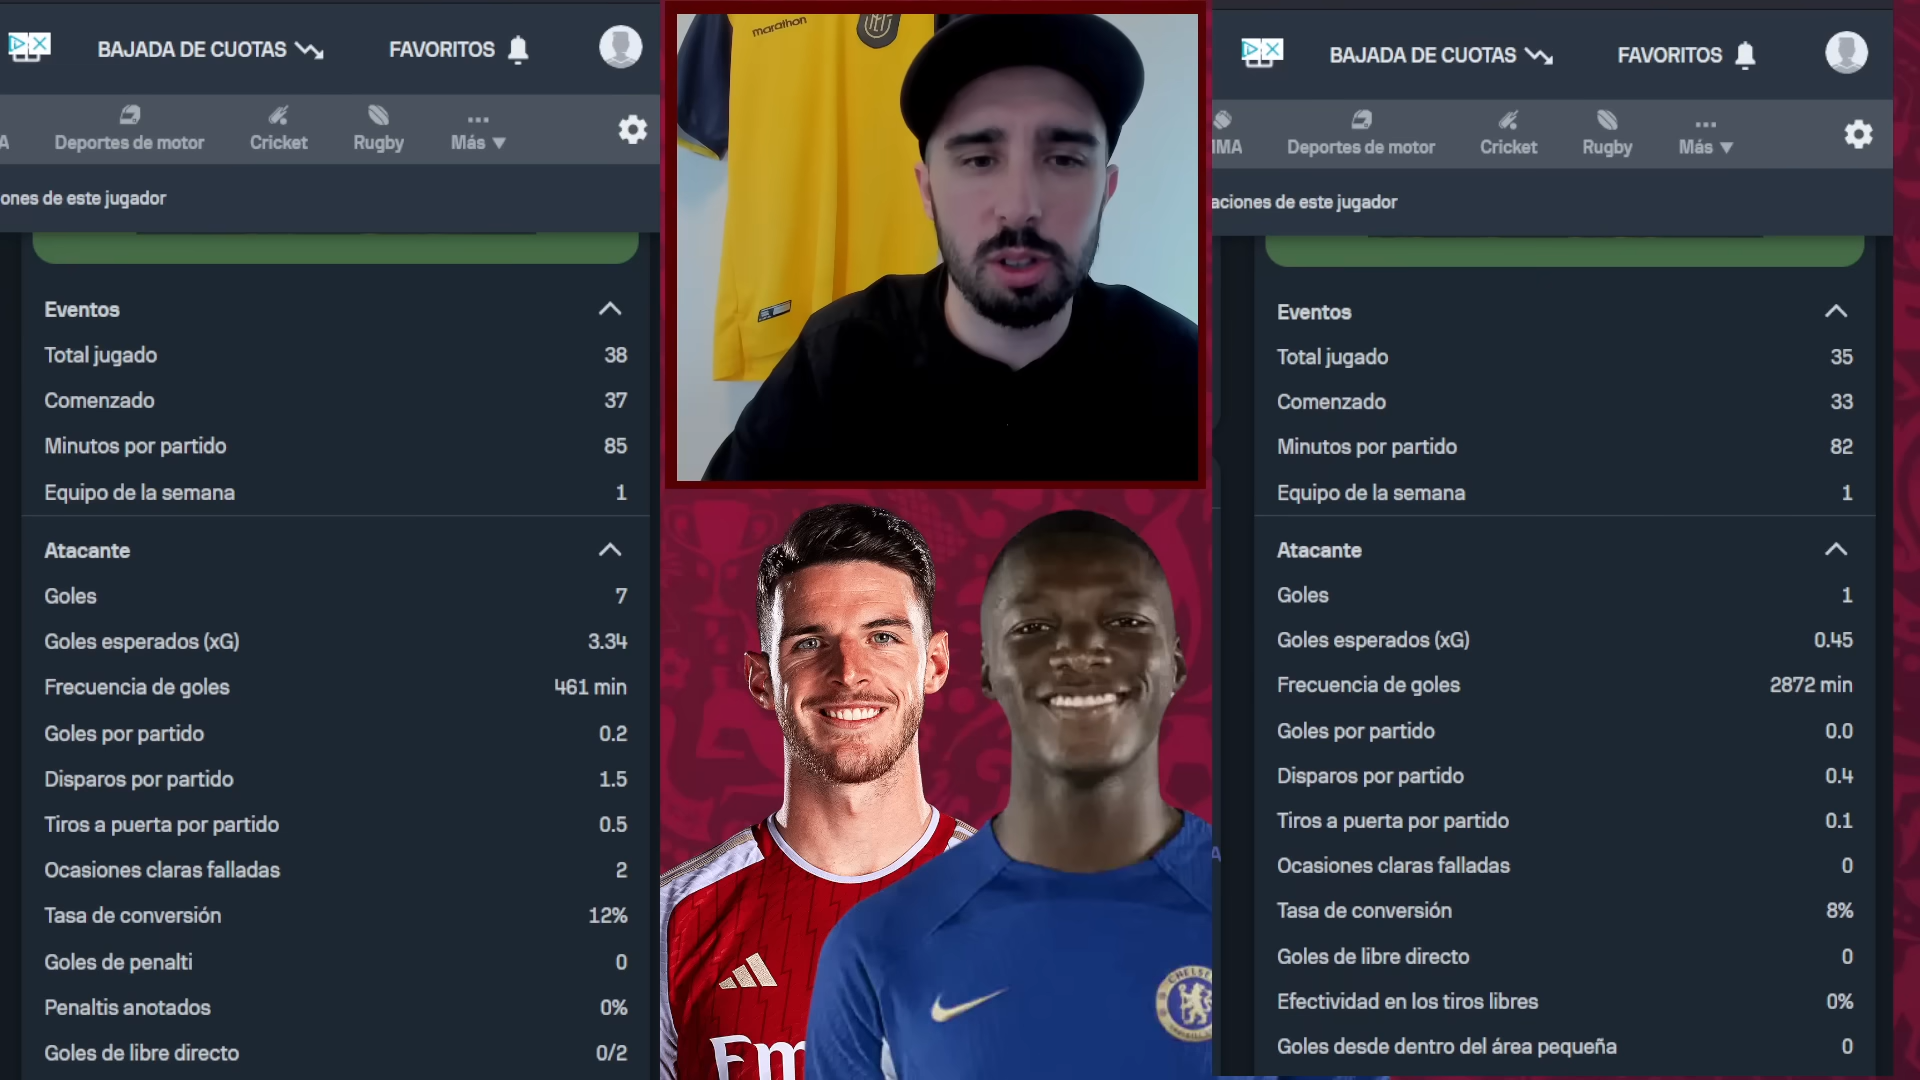 BAJADA DE CUOTAS
FAVORITOS
A
Deportes de motor
Cricket
Rugby
Más
ones de este jugador
Eventos
Total jugado 38
Comenzado 37
Minutos por partido 85
Equipo de la semana 1
Atacante
Goles 7
Goles esperados (xG) 3.34
Frecuencia de goles 461 min
Goles por partido 0.2
Disparos por partido 1.5
Tiros a puerta por partido 0.5
Ocasiones claras falladas 2
Tasa de conversión 12%
Goles de penalti 0
Penaltis anotados 0%
Goles de libre directo 0/2
marathon
Em
CHELSE
BAJADA DE CUOTAS
FAVORITOS
MMA
Deportes de motor
Cricket
Rugby
Más
aciones de este jugador
Eventos
Total jugado 35
Comenzado 33
Minutos por partido 82
Equipo de la semana 1
Atacante
Goles 1
Goles esperados (xG) 0.45
Frecuencia de goles 2872 min
Goles por partido 0.0
Disparos por partido 0.4
Tiros a puerta por partido 0.1
Ocasiones claras falladas 0
Tasa de conversión 8%
Goles de libre directo 0
Efectividad en los tiros libres 0%
Goles desde dentro del área pequeña 0